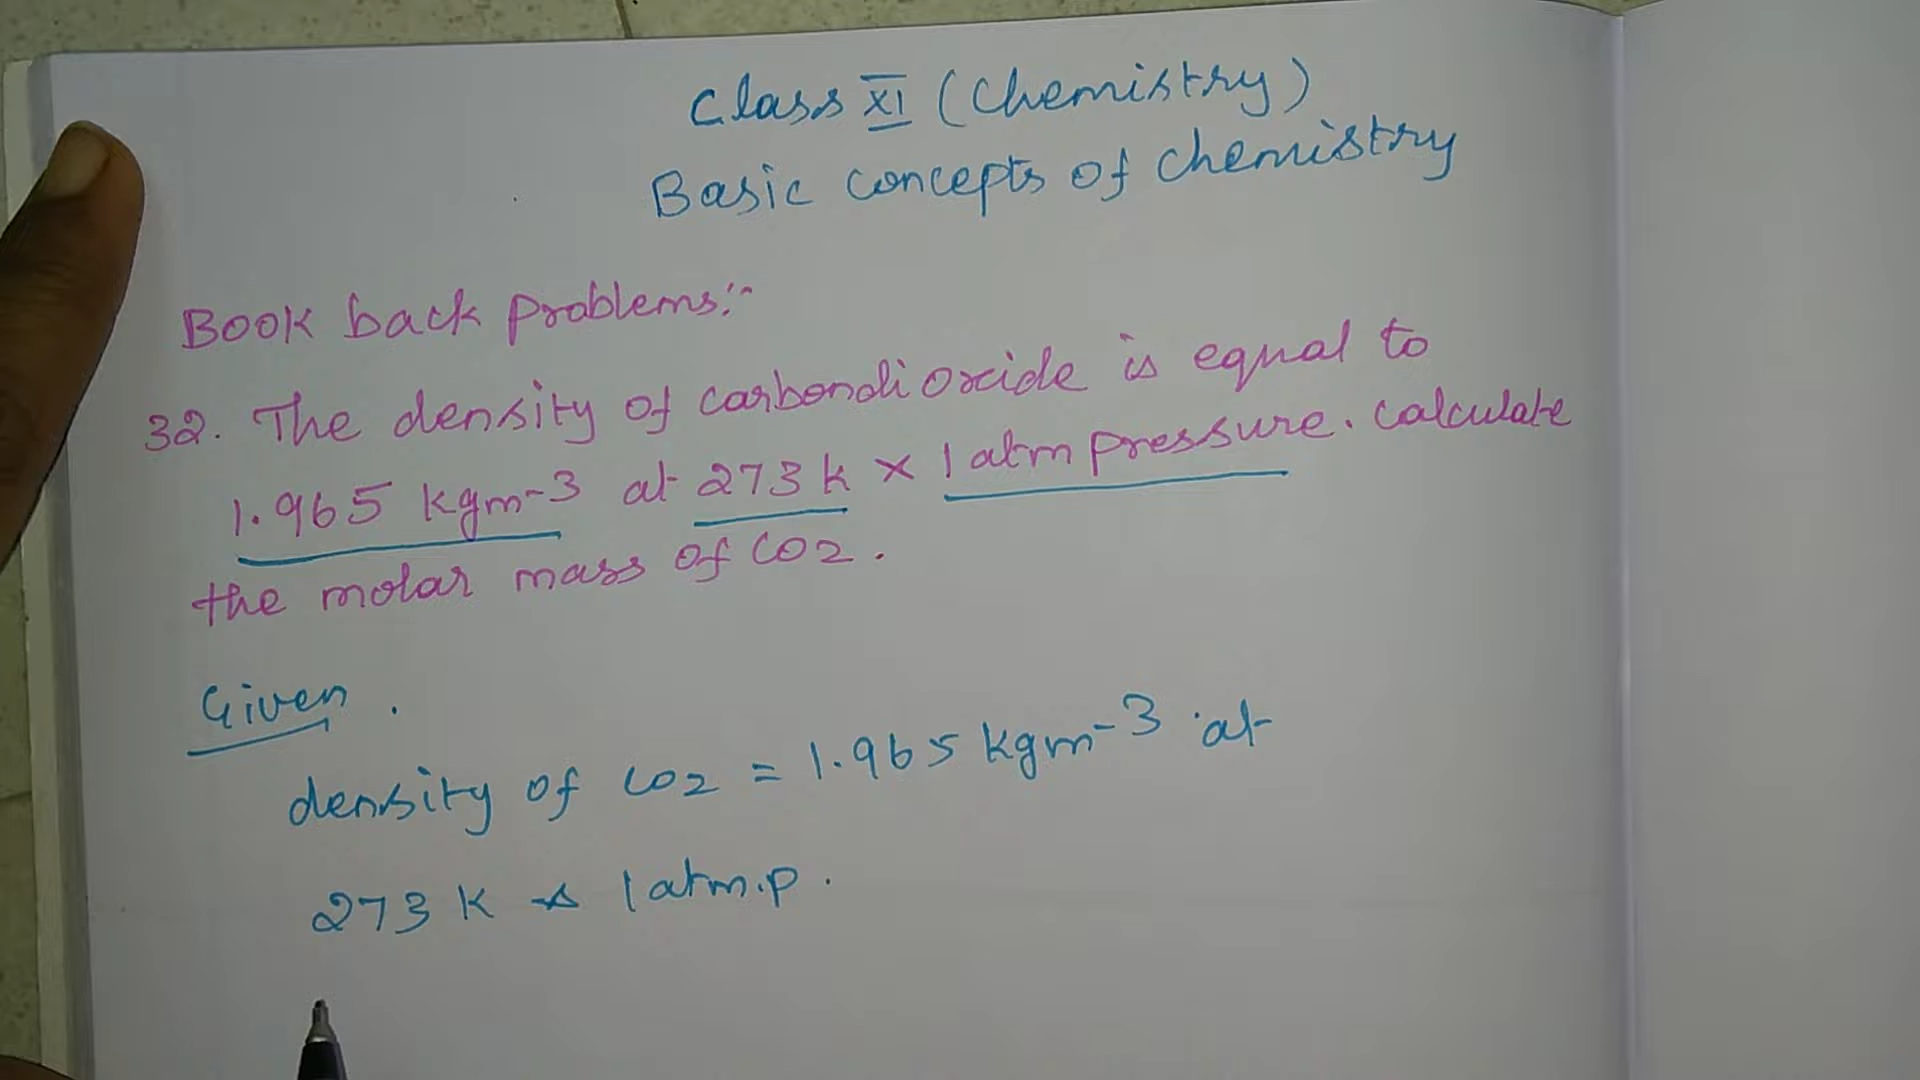 Class XI (Chemistry)
Basic concepts of chemistry
Book back problems:-
32. The density of carbondioxide is equal to
1.965 kgm-3 at 273 k & 1 atm pressure. calculate
the molar mass of CO2.
Given.
density of CO2 = 1.965 kgm-3 at
273 K & 1 atm.p.